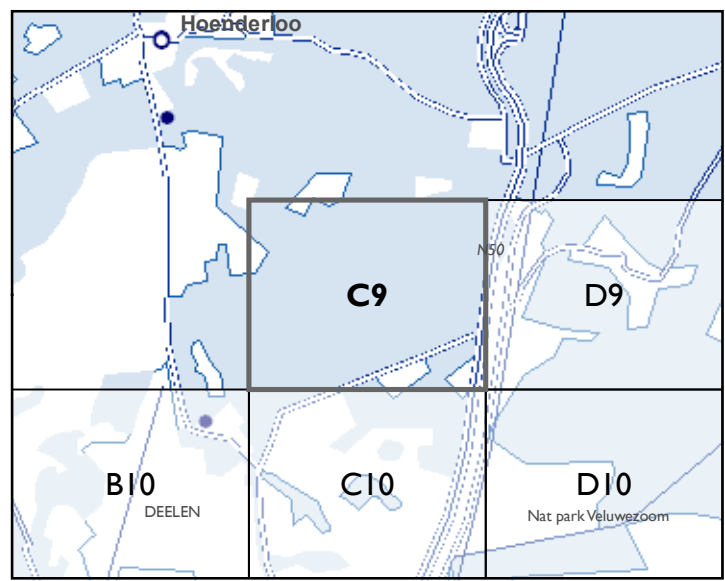 Hoenderloo
N50
C9
D9
B10
C10
D10
DEELEN
Nat park Veluwezoom